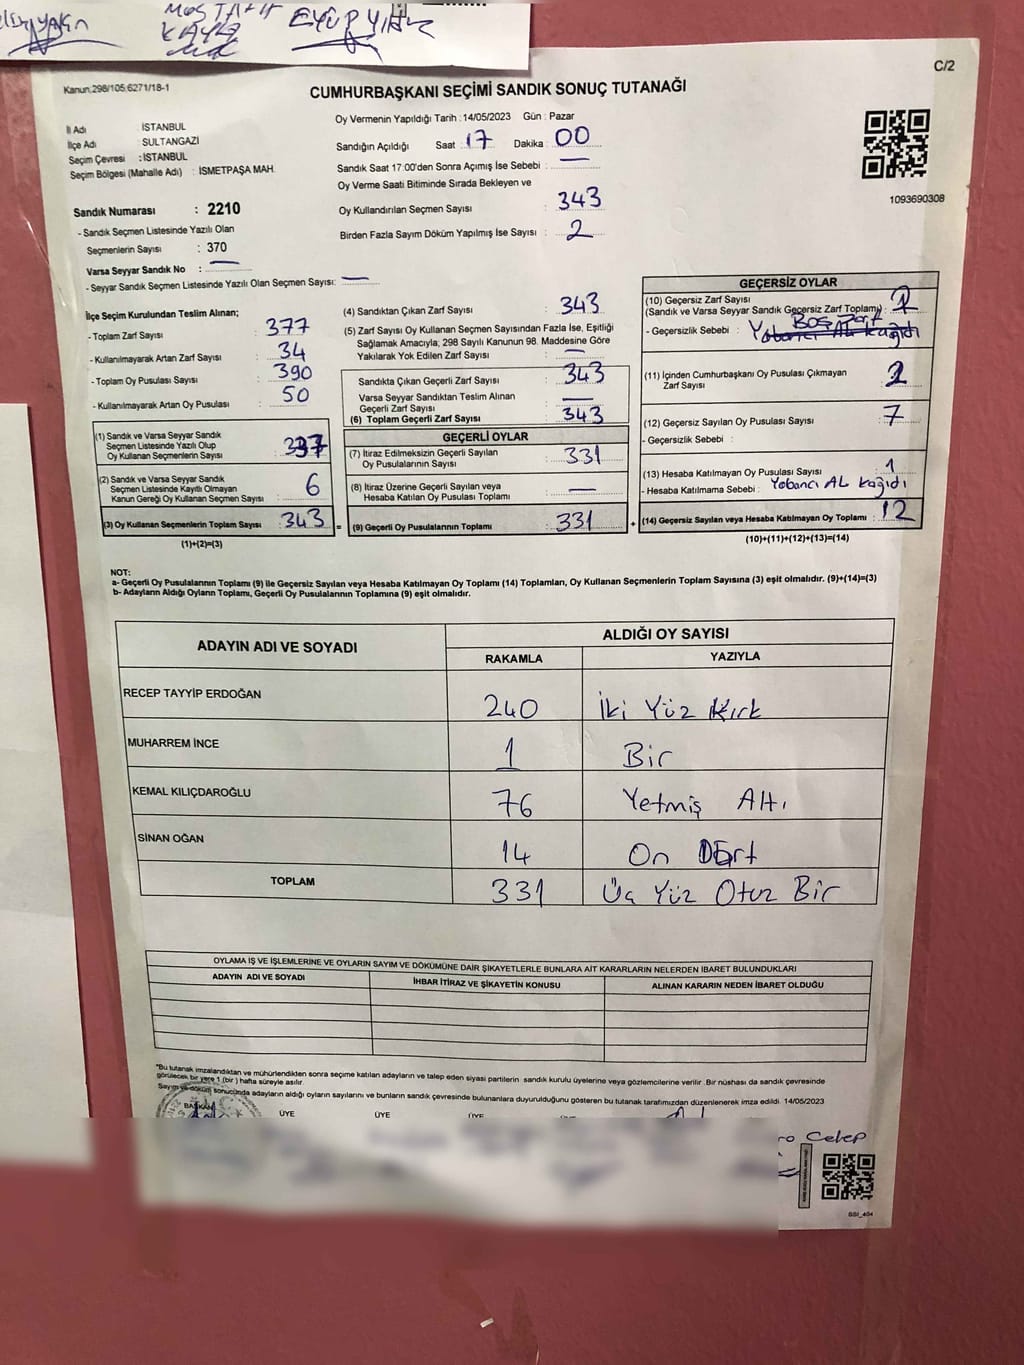 MUSTAFA EYÜP YILMAZ
KAYA
C/2
Kanun:298/105;6271/18-1
CUMHURBAŞKANI SEÇİMİ SANDIK SONUÇ TUTANAĞI
İl Adı : İSTANBUL
İlçe Adı : SULTANGAZİ
Seçim Çevresi : İSTANBUL
Seçim Bölgesi (Mahalle Adı) : İSMETPAŞA MAH.
Sandık Numarası : 2210
- Sandık Seçmen Listesinde Yazılı Olan
Seçmenlerin Sayısı : 370
Varsa Seyyar Sandık No : —
- Seyyar Sandık Seçmen Listesinde Yazılı Olan Seçmen Sayısı: —
Oy Vermenin Yapıldığı Tarih : 14/05/2023 Gün : Pazar
Sandığın Açıldığı Saat : 17 Dakika : 00
Sandık Saat 17:00'den Sonra Açımış İse Sebebi : —
Oy Verme Saati Bitiminde Sırada Bekleyen ve
Oy Kullandırılan Seçmen Sayısı : 343
Birden Fazla Sayım Döküm Yapılmış İse Sayısı : 2
1093690308
İlçe Seçim Kurulundan Teslim Alınan;
- Toplam Zarf Sayısı : 377
- Kullanılmayarak Artan Zarf Sayısı : 34
- Toplam Oy Pusulası Sayısı : 390
- Kullanılmayarak Artan Oy Pusulası : 50
(1) Sandık ve Varsa Seyyar Sandık
Seçmen Listesinde Yazılı Olup
Oy Kullanan Seçmenlerin Sayısı : 337
(2) Sandık ve Varsa Seyyar Sandık
Seçmen Listesinde Kayıtlı Olmayan
Kanun Gereği Oy Kullanan Seçmen Sayısı : 6
(3) Oy Kullanan Seçmenlerin Toplam Sayısı : 343 =
(1)+(2)=(3)
(4) Sandıktan Çıkan Zarf Sayısı : 343
(5) Zarf Sayısı Oy Kullanan Seçmen Sayısından Fazla İse, Eşitliği
Sağlamak Amacıyla; 298 Sayılı Kanunun 98. Maddesine Göre
Yakılarak Yok Edilen Zarf Sayısı : —
Sandıkta Çıkan Geçerli Zarf Sayısı : 343
Varsa Seyyar Sandıktan Teslim Alınan
Geçerli Zarf Sayısı : —
(6) Toplam Geçerli Zarf Sayısı : 343
GEÇERLİ OYLAR
(7) İtiraz Edilmeksizin Geçerli Sayılan
Oy Pusulalarının Sayısı : 331
(8) İtiraz Üzerine Geçerli Sayılan veya
Hesaba Katılan Oy Pusulası Toplamı : —
(9) Geçerli Oy Pusulalarının Toplamı : 331 +
GEÇERSİZ OYLAR
(10) Geçersiz Zarf Sayısı
(Sandık ve Varsa Seyyar Sandık Geçersiz Zarf Toplamı) :
Boş Zarf
- Geçersizlik Sebebi : Yabancı AL Kağıdı
(11) İçinden Cumhurbaşkanı Oy Pusulası Çıkmayan
Zarf Sayısı :
(12) Geçersiz Sayılan Oy Pusulası Sayısı : 7
- Geçersizlik Sebebi :
(13) Hesaba Katılmayan Oy Pusulası Sayısı : 1
- Hesaba Katılmama Sebebi : Yabancı AL Kağıdı
(14) Geçersiz Sayılan veya Hesaba Katılmayan Oy Toplamı : 12
(10)+(11)+(12)+(13)=(14)
NOT:
a- Geçerli Oy Pusulalarının Toplamı (9) ile Geçersiz Sayılan veya Hesaba Katılmayan Oy Toplamı (14) Toplamları, Oy Kullanan Seçmenlerin Toplam Sayısına (3) eşit olmalıdır. (9)+(14)=(3)
b- Adayların Aldığı Oyların Toplamı, Geçerli Oy Pusulalarının Toplamına (9) eşit olmalıdır.
ADAYIN ADI VE SOYADI ALDIĞI OY SAYISI
RAKAMLA YAZIYLA
RECEP TAYYİP ERDOĞAN 240 İki Yüz Kırk
MUHARREM İNCE 1 Bir
KEMAL KILIÇDAROĞLU 76 Yetmiş Altı
SİNAN OĞAN 14 On Dört
TOPLAM 331 Üç Yüz Otuz Bir
OYLAMA İŞ VE İŞLEMLERİNE VE OYLARIN SAYIM VE DÖKÜMÜNE DAİR ŞİKAYETLERLE BUNLARA AİT KARARLARIN NELERDEN İBARET BULUNDUKLARI
ADAYIN ADI VE SOYADI İHBAR İTİRAZ VE ŞİKAYETİN KONUSU ALINAN KARARIN NEDEN İBARET OLDUĞU
*Bu tutanak imzalandıktan ve mühürlendikten sonra seçime katılan adayların ve talep eden siyasi partilerin sandık kurulu üyelerine veya gözlemcilerine verilir. Bir nüshası da sandık çevresinde
görülecek bir yere 1 (bir) hafta süreyle asılır.
Sayım ve döküm sonucunda adayların aldığı oyların sayılarını ve bunların sandık çevresinde bulunanlara duyurulduğunu gösteren bu tutanak tarafımızdan düzenlenerek imza edildi. 14/05/2023
BAŞKAN ÜYE ÜYE ÜYE
Celep
SSI_404